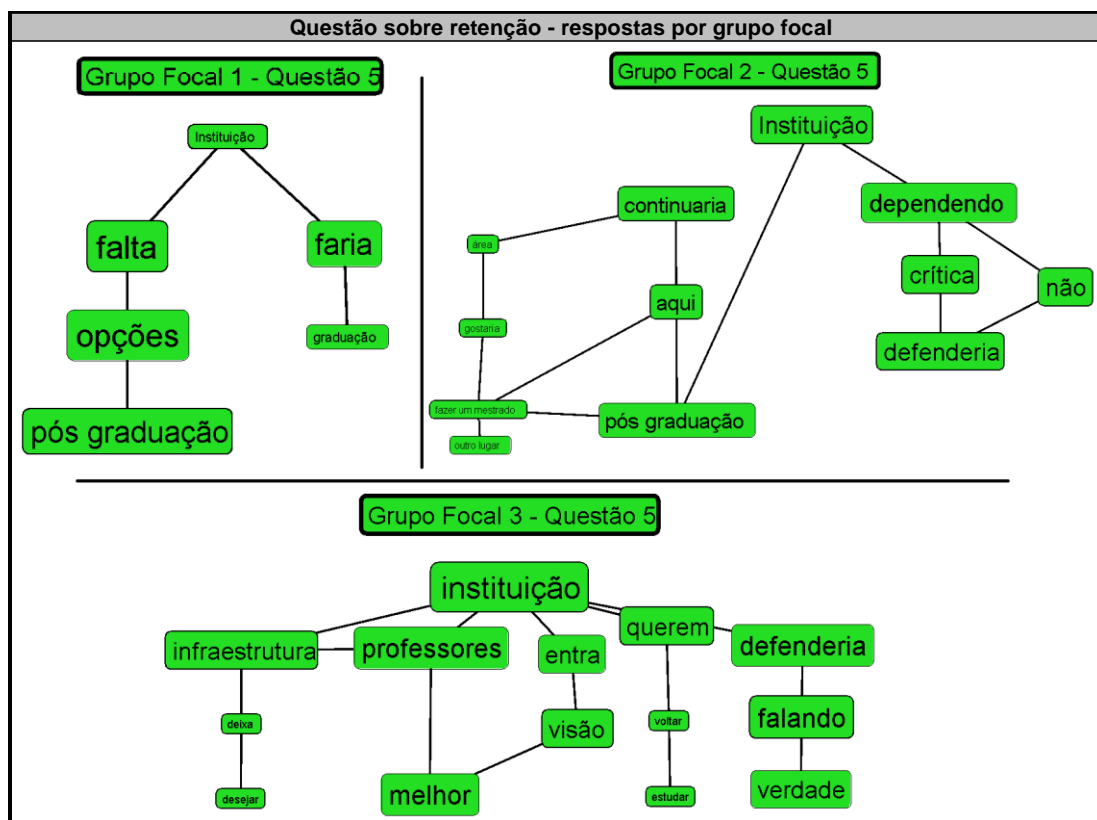 Questão sobre retenção - respostas por grupo focal
Grupo Focal 1 - Questão 5
Instituição
falta
faria
opções
graduação
pós graduação
Grupo Focal 2 - Questão 5
Instituição
continuaria
dependendo
área
crítica
não
aqui
gostaria
defenderia
fazer um mestrado
pós graduação
outro lugar
Grupo Focal 3 - Questão 5
instituição
infraestrutura
professores
entra
querem
defenderia
deixa
visão
voltar
falando
desejar
melhor
estudar
verdade